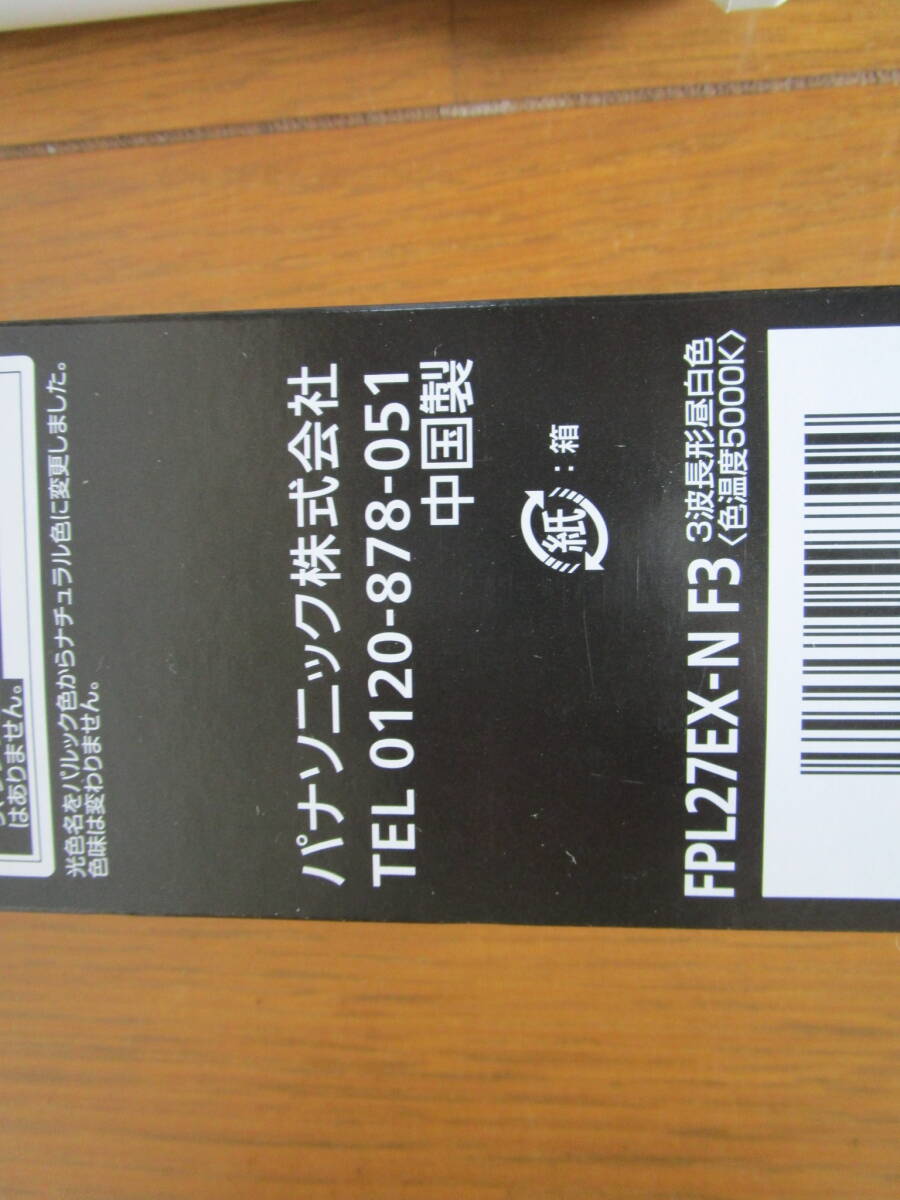 はありません。
光色名をパルック色からナチュラル色に変更しました。
色味は変わりません。
パナソニック株式会社
TEL 0120-878-051
中国製
紙:箱
FPL27EX-N F3 3波長形昼白色
〈色温度5000K〉